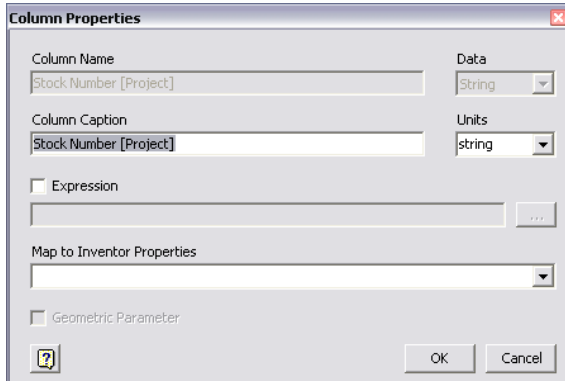 Column Properties
Column Name Data
Stock Number [Project] String
Column Caption Units
Stock Number [Project] string
Expression
...
Map to Inventor Properties
Geometric Parameter
? OK Cancel